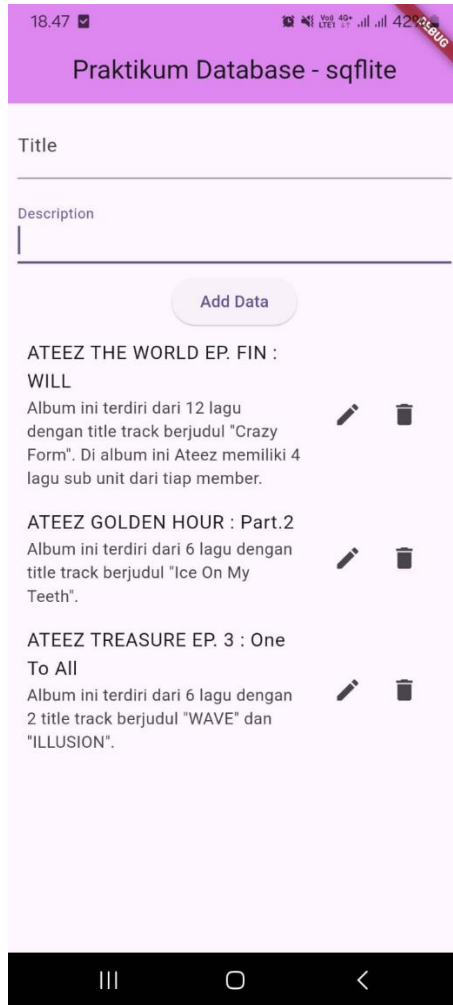 18.47
Vo)) 4G+
LTE1
42%
DEBUG
Praktikum Database - sqflite
Title
Description
Add Data
ATEEZ THE WORLD EP. FIN :
WILL
Album ini terdiri dari 12 lagu
dengan title track berjudul "Crazy
Form". Di album ini Ateez memiliki 4
lagu sub unit dari tiap member.
ATEEZ GOLDEN HOUR : Part.2
Album ini terdiri dari 6 lagu dengan
title track berjudul "Ice On My
Teeth".
ATEEZ TREASURE EP. 3 : One
To All
Album ini terdiri dari 6 lagu dengan
2 title track berjudul "WAVE" dan
"ILLUSION".